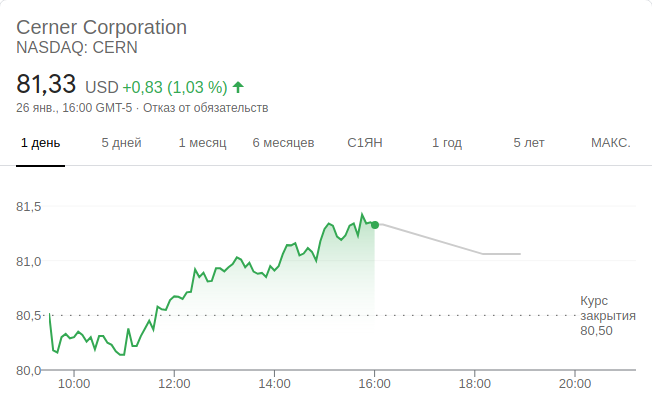 Cerner Corporation
NASDAQ: CERN
81,33 USD +0,83 (1,03 %)
26 янв., 16:00 GMT-5 · Отказ от обязательств
1 день 5 дней 1 месяц 6 месяцев С1ЯН 1 год 5 лет МАКС.
81,5
81,0
80,5
Курс
закрытия
80,50
80,0
10:00 12:00 14:00 16:00 18:00 20:00